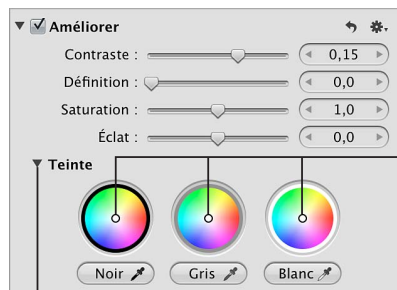 Améliorer
Contraste : 0,15
Définition : 0,0
Saturation : 1,0
Éclat : 0,0
Teinte
Noir Gris Blanc